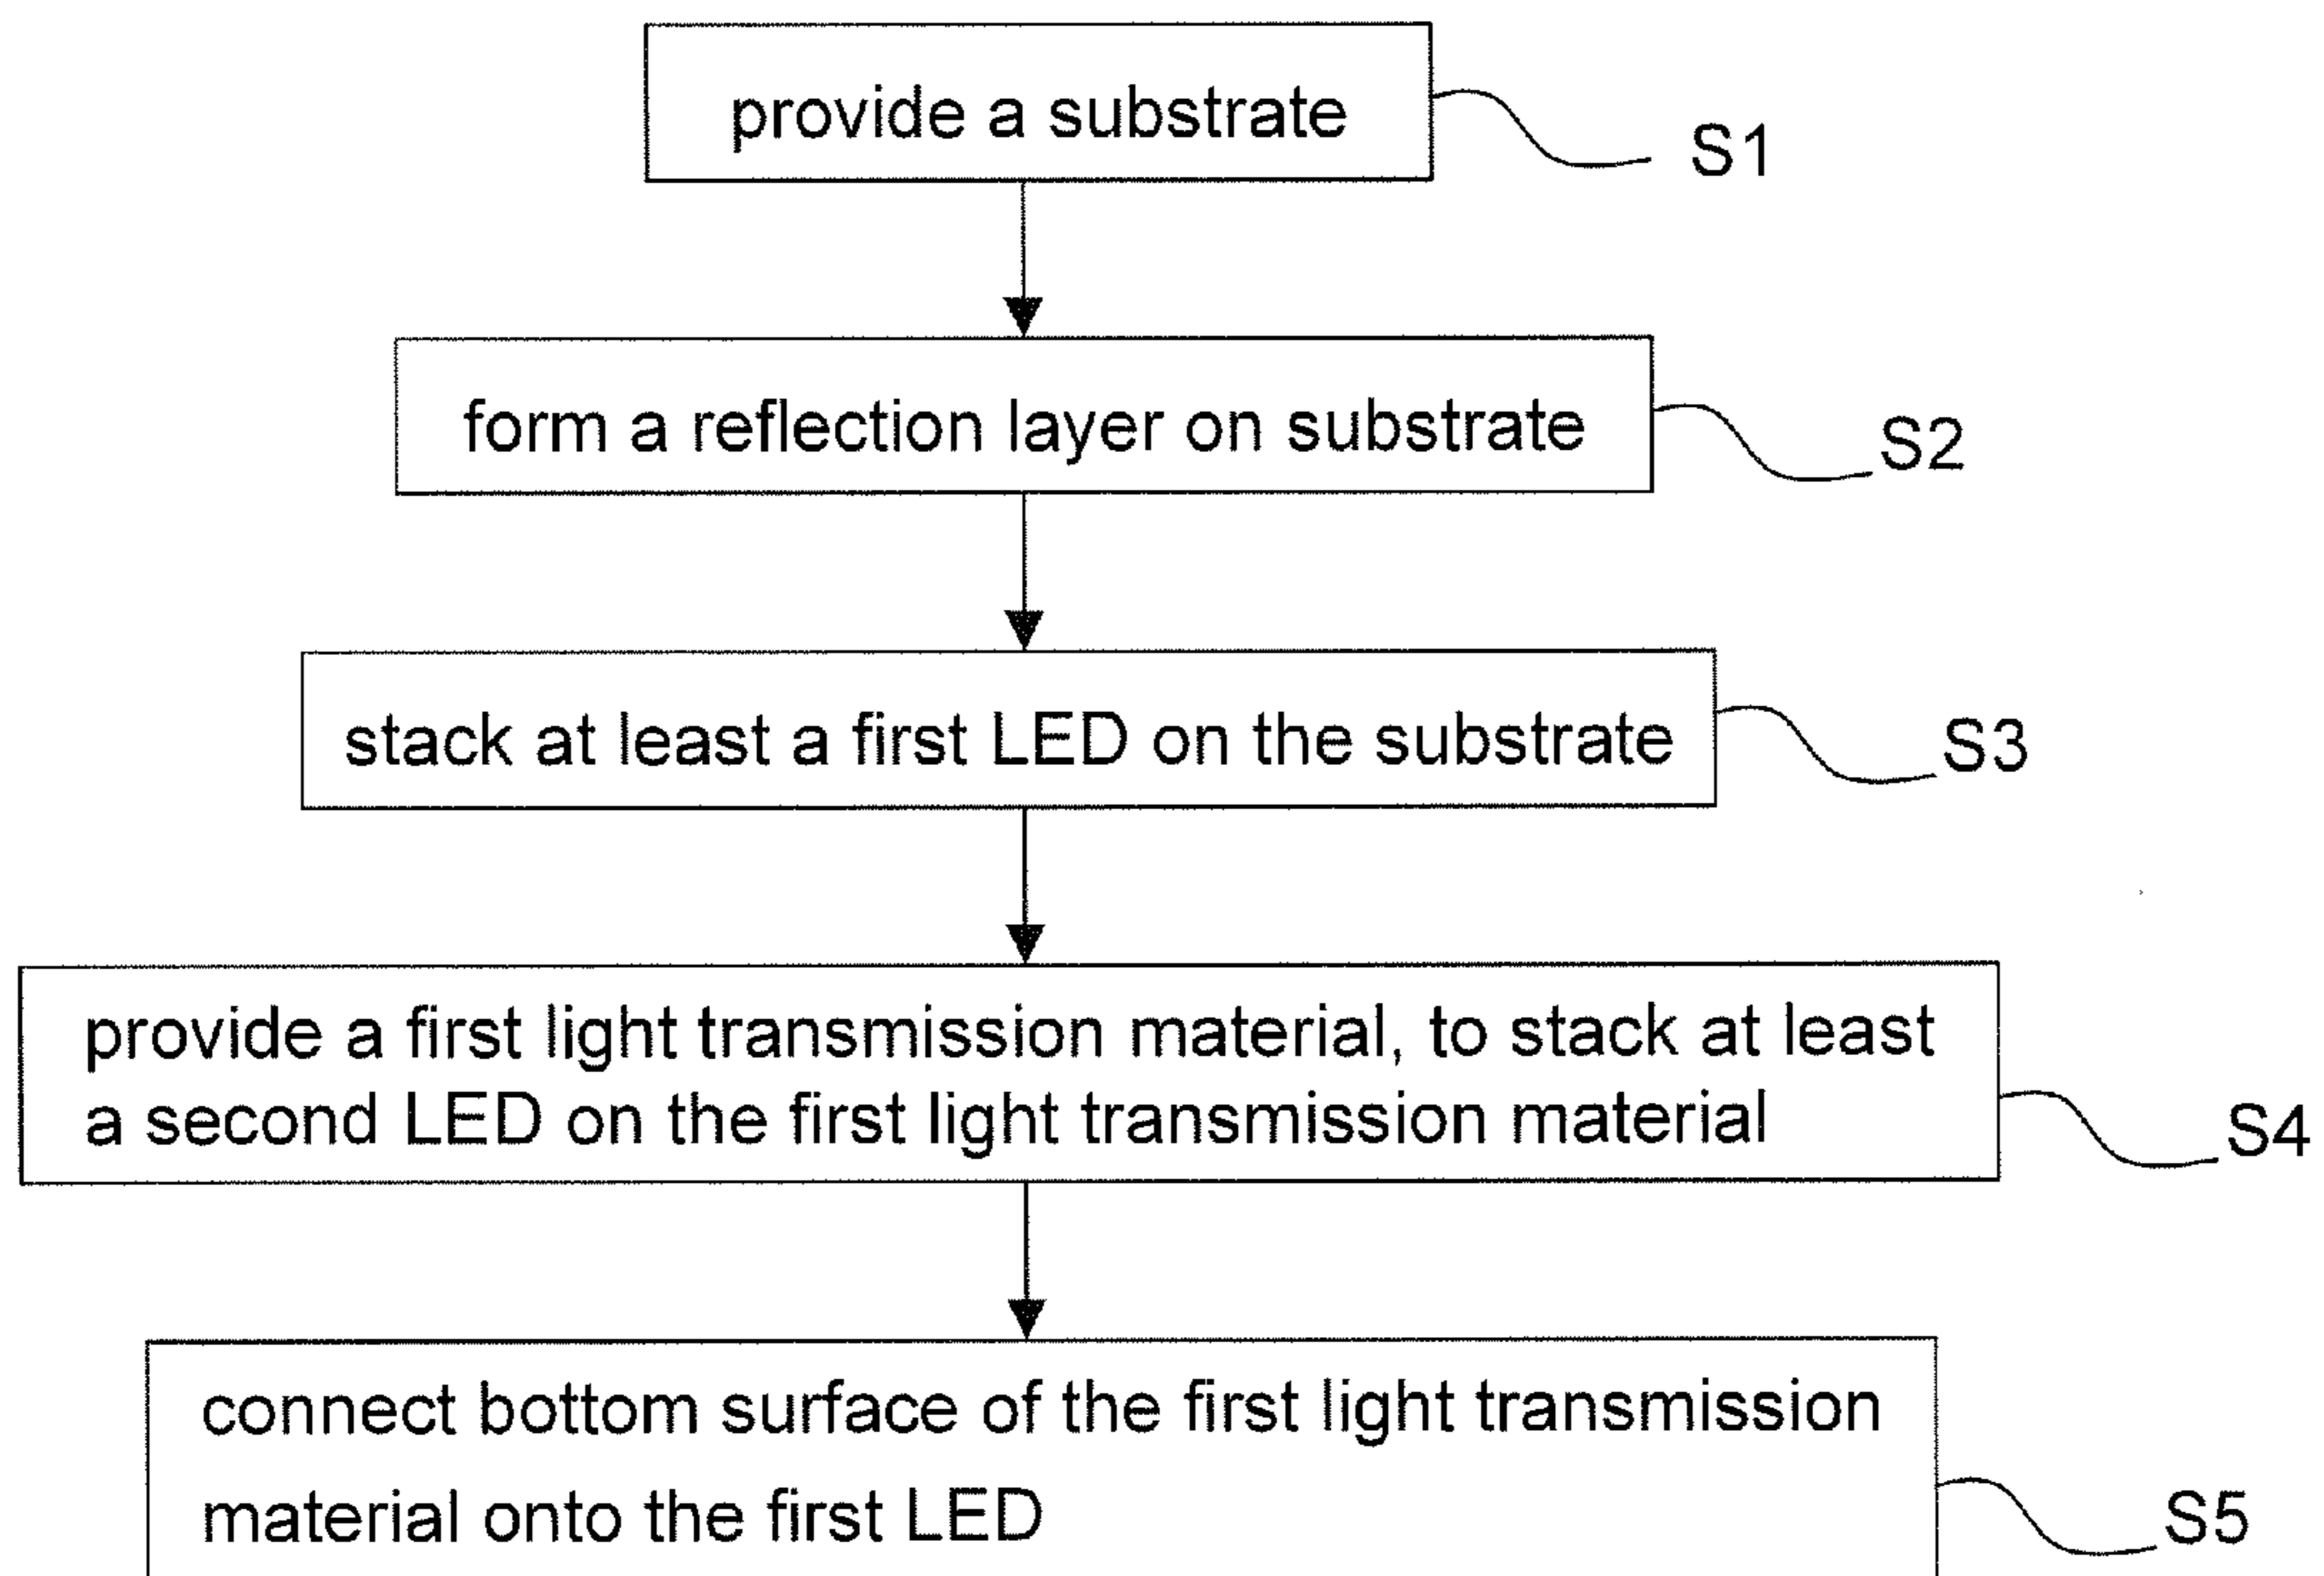 provide a substrate
S1
form a reflection layer on substrate
S2
stack at least a first LED on the substrate
S3
provide a first light transmission material, to stack at least
a second LED on the first light transmission material
S4
connect bottom surface of the first light transmission
material onto the first LED
S5